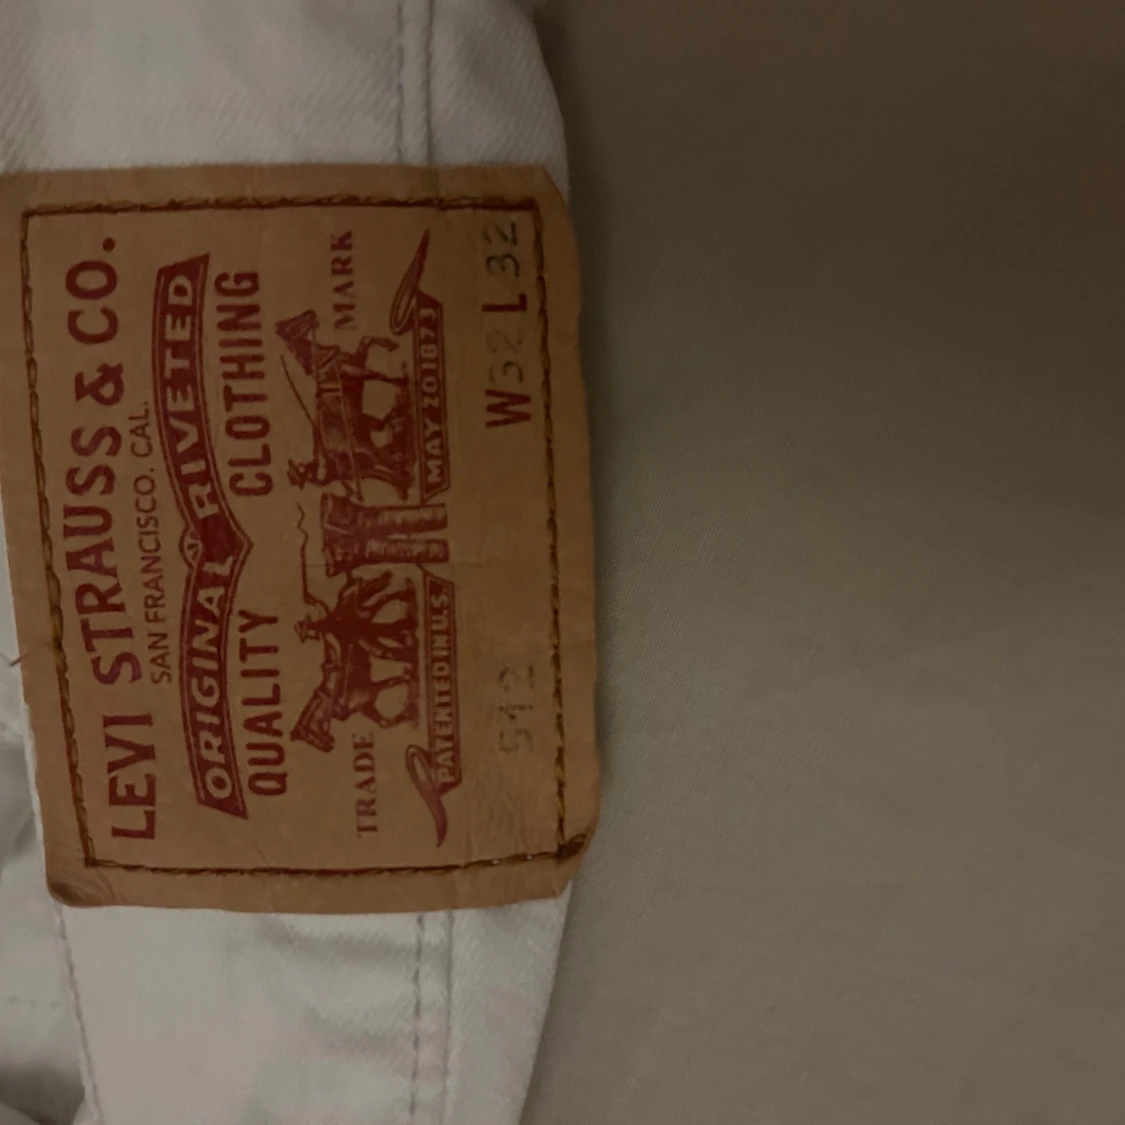 LEVI STRAUSS & CO.
SAN FRANCISCO. CAL.
ORIGINAL RIVETED
QUALITY CLOTHING
TRADE MARK
PATENTED IN U.S. MAY 20 1873
512 W32 L32